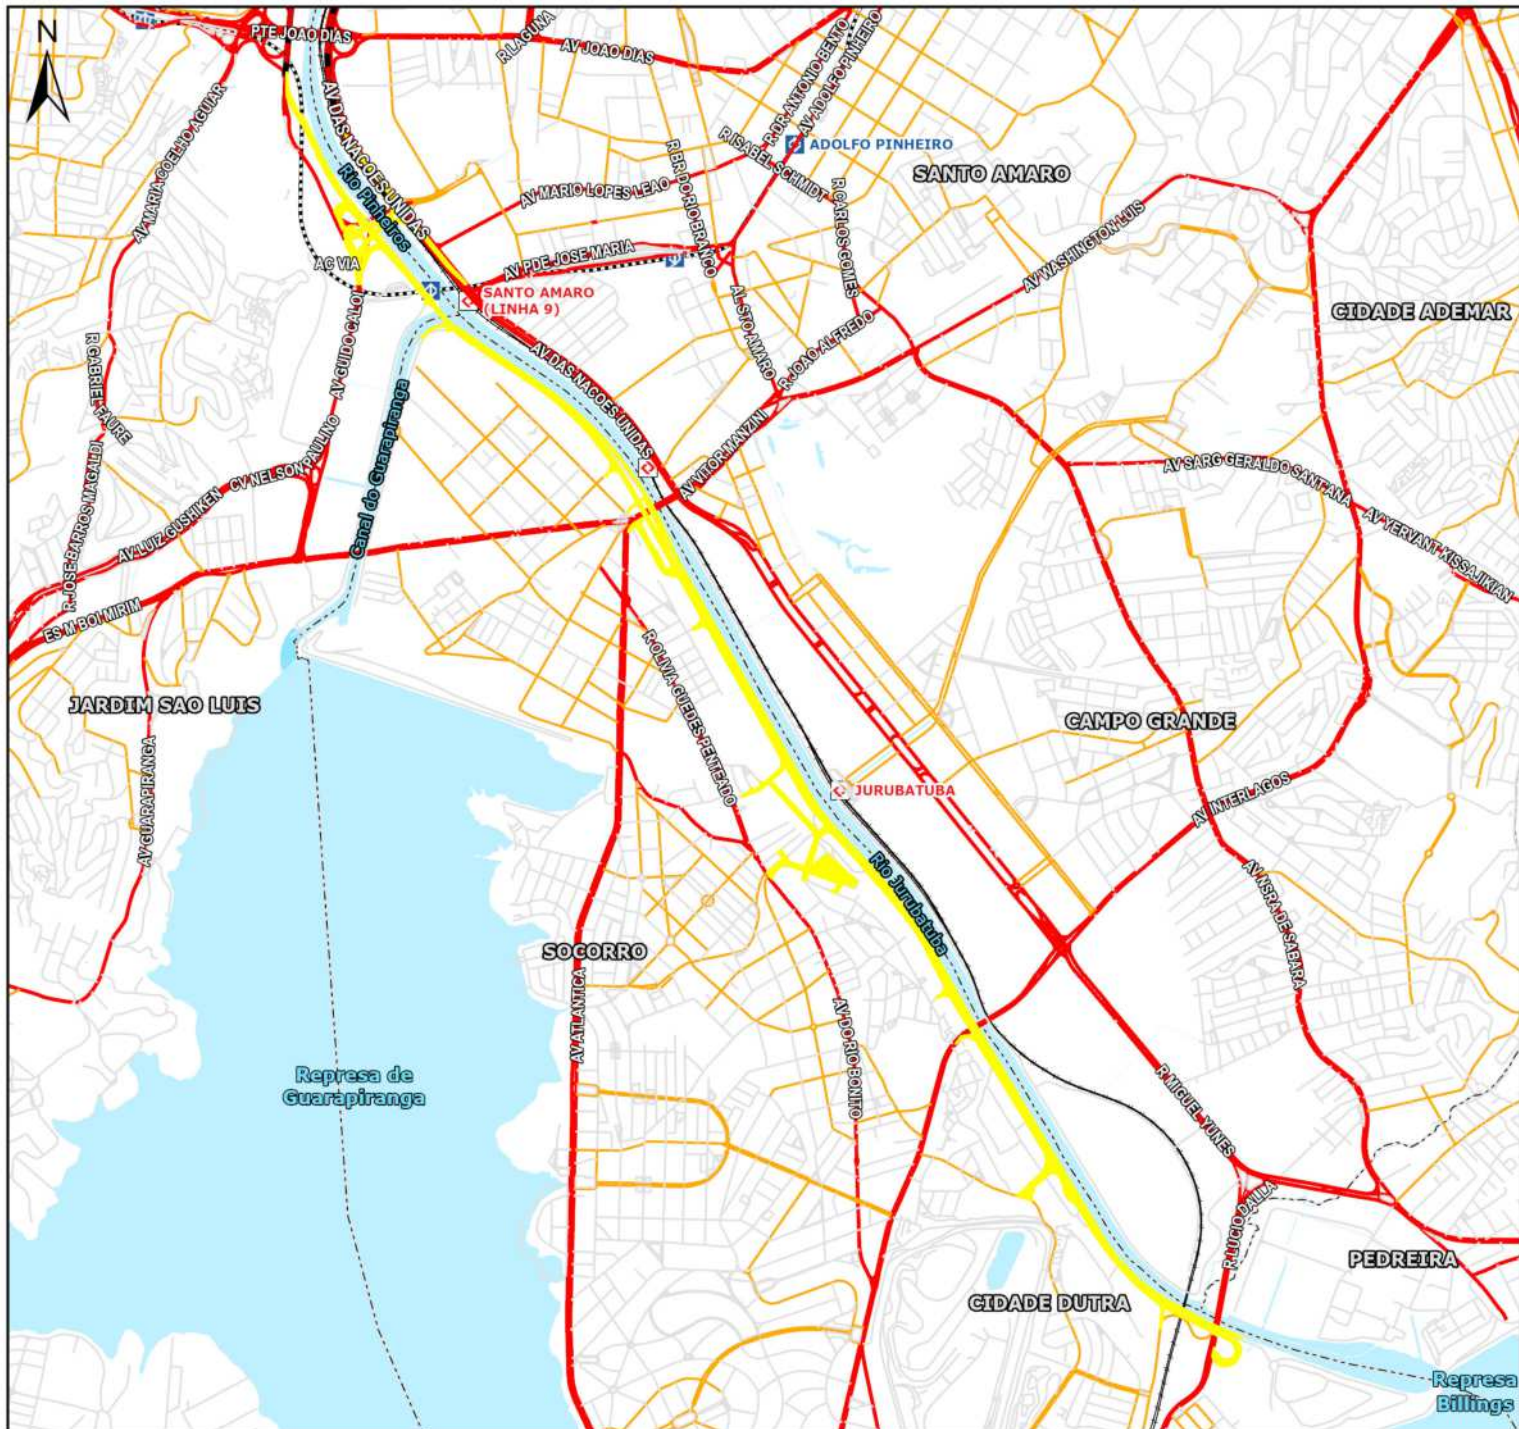 N
PTE JOAO DIAS
R LAGUNA
AV JOAO DIAS
R DR ANTONIO BENTO
AV ADOLFO PINHEIRO
AV MARIA COELHO AGUIAR
AV DAS NACOES UNIDAS
Rio Pinheiros
R ISABEL SCHMIDT
ADOLFO PINHEIRO
SANTO AMARO
R BR DO RIO BRANCO
AV MARIO LOPES LEAO
R CARLOS GOMES
AV WASHINGTON LUIS
AC VIA
AV PDE JOSE MARIA
SANTO AMARO
(LINHA 9)
CIDADE ADEMAR
AV GUIDO CALOI
AL STO AMARO
R JOAO ALFREDO
R GABRIEL FAURE
AV DAS NACOES UNIDAS
Canal do Guarapiranga
AV VITOR MANZINI
R JOSE BARROS MAGALDI
AV LUIZ GUSHIKEN
CV NELSON PAULINO
AV SARG GERALDO SANT ANA
AV YERVANT KISSAJIKIAN
ES M BOI MIRIM
R OLIVIA GUEDES PENTEADO
JARDIM SAO LUIS
CAMPO GRANDE
AV GUARAPIRANGA
JURUBATUBA
AV INTERLAGOS
Rio Jurubatuba
AV NSRA DE SABARA
SOCORRO
AV ATLANTICA
AV DO RIO BONITO
Represa de
Guarapiranga
R MIGUEL YUNES
R LUCIO DALLA
PEDREIRA
CIDADE DUTRA
Represa
Billings